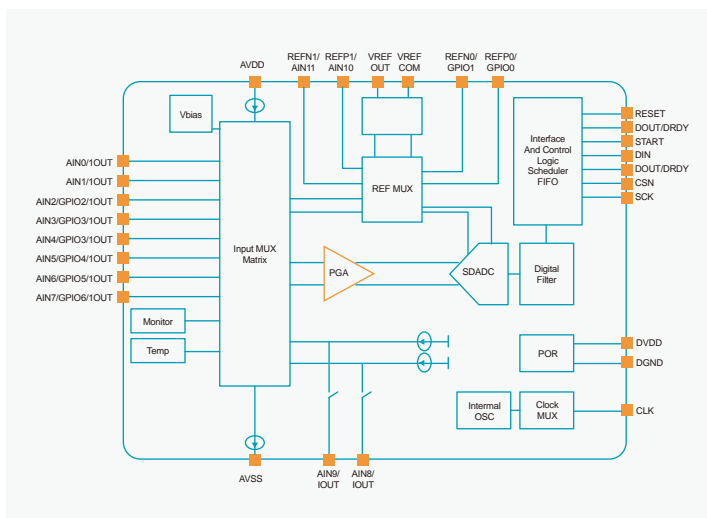 AVDD
REFN1/
AIN11
REFP1/
AIN10
VREF
OUT
VREF
COM
REFN0/
GPIO1
REFP0/
GPIO0
Vbias
AIN0/1OUT
AIN1/1OUT
AIN2/GPIO2/1OUT
AIN3/GPIO3/1OUT
AIN4/GPIO3/1OUT
AIN5/GPIO4/1OUT
AIN6/GPIO5/1OUT
AIN7/GPIO6/1OUT
Monitor
Temp
Input MUX
Matrix
REF MUX
PGA
SDADC
Digital
Filter
Interface
And Control
Logic
Scheduler
FIFO
RESET
DOUT/DRDY
START
DIN
DOUT/DRDY
CSN
SCK
POR
DVDD
DGND
Intermal
OSC
Clock
MUX
CLK
AVSS
AIN9/
IOUT
AIN8/
IOUT